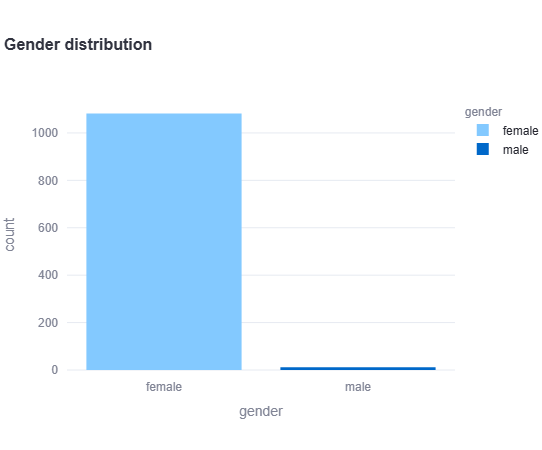 Gender distribution
gender
female
male
1000
800
600
400
200
0
count
female
male
gender